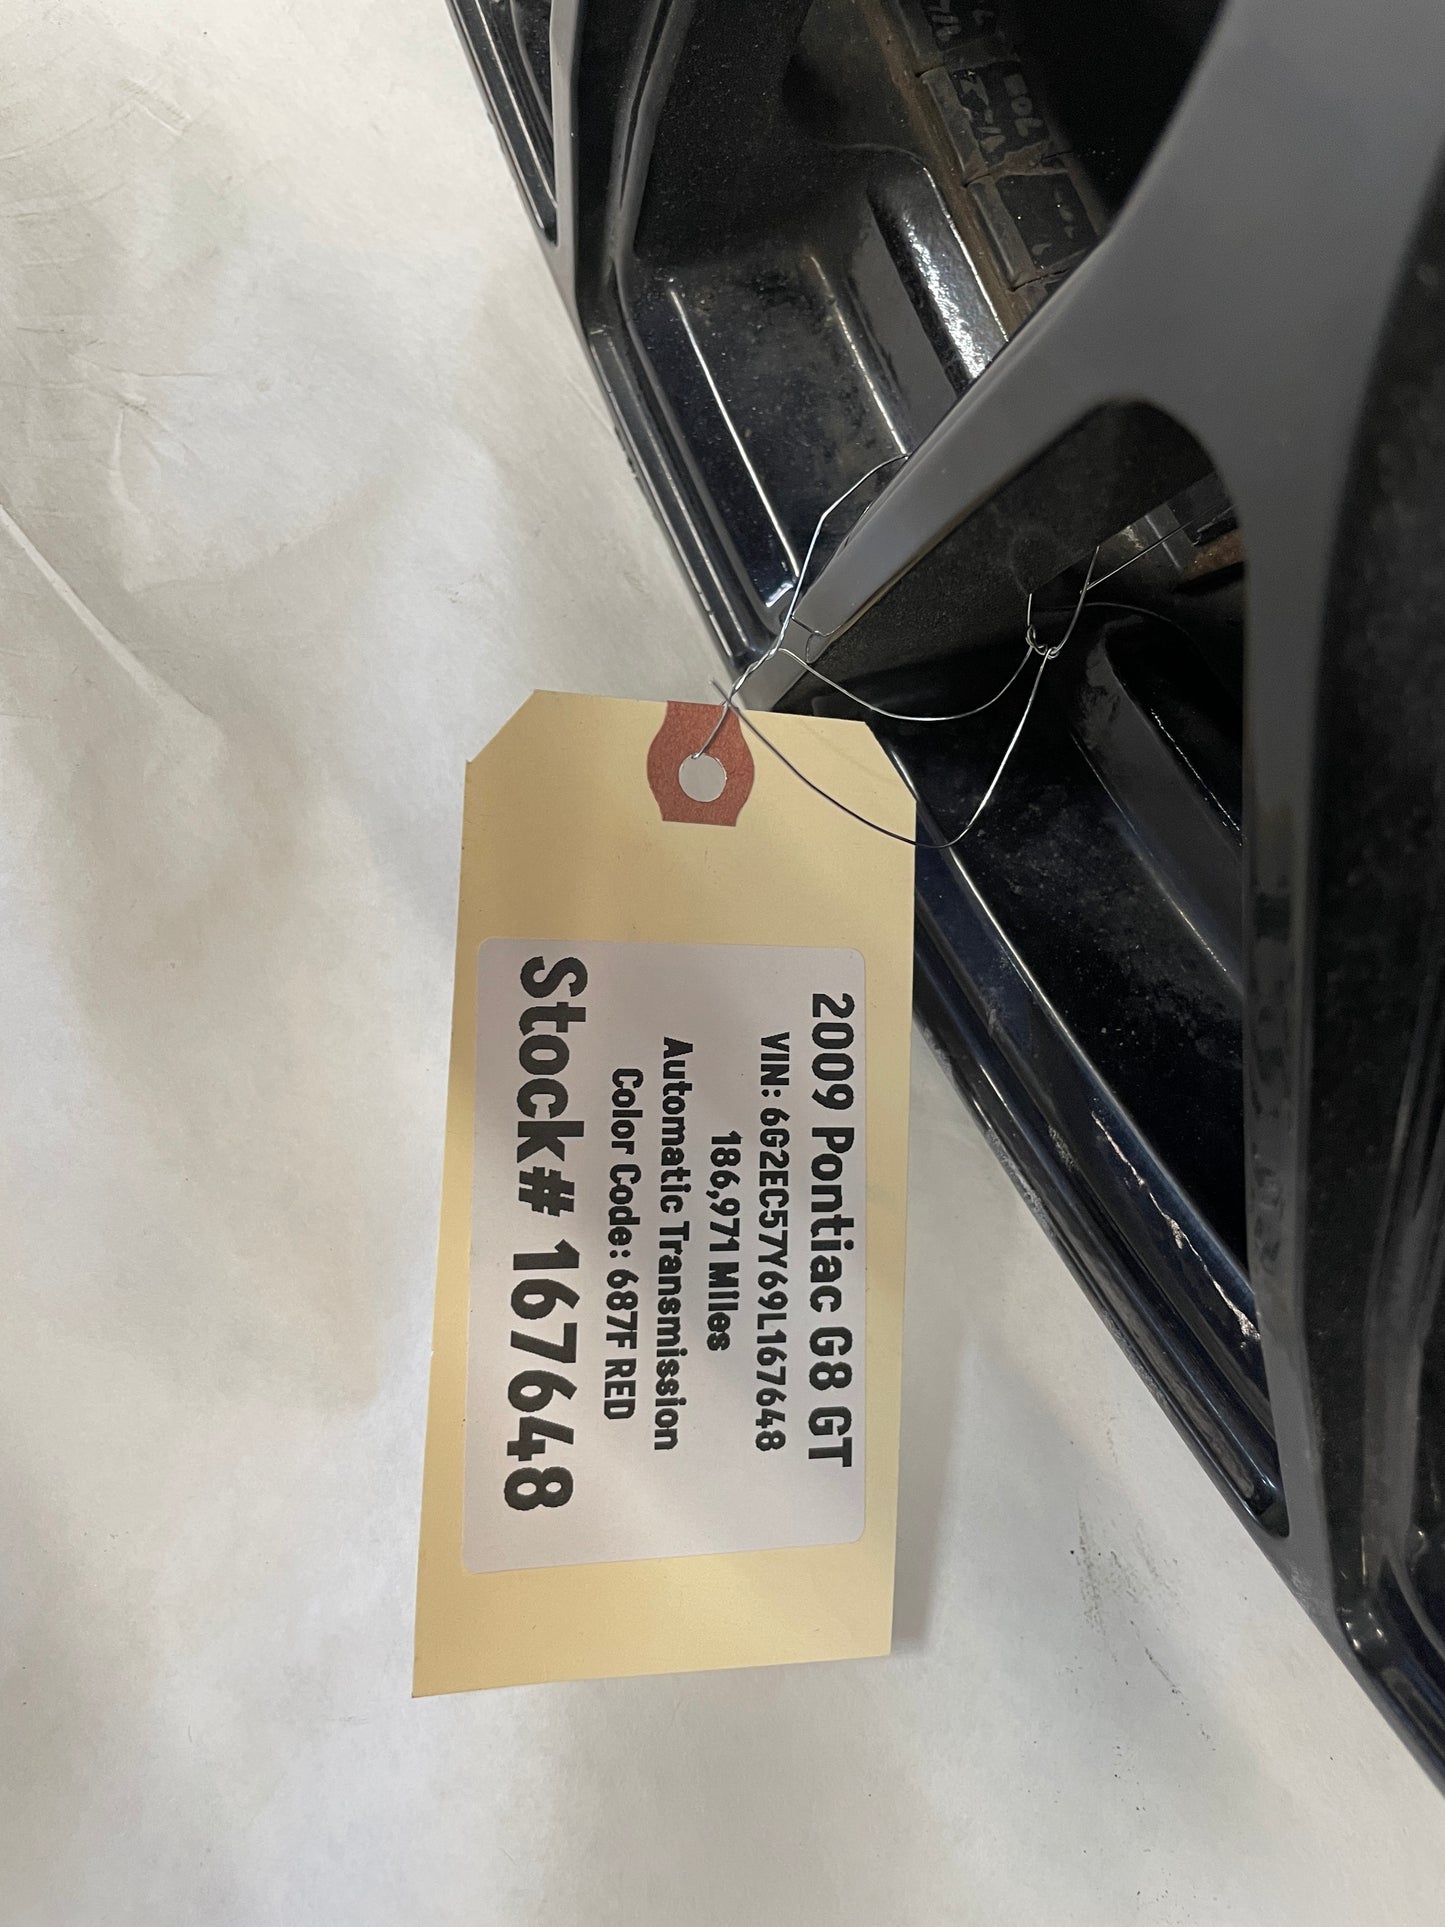 2009 Pontiac G8 GT
VIN: 6G2EC57Y69L167648
186,971 Miles
Automatic Transmission
Color Code: 687F RED
Stock# 167648